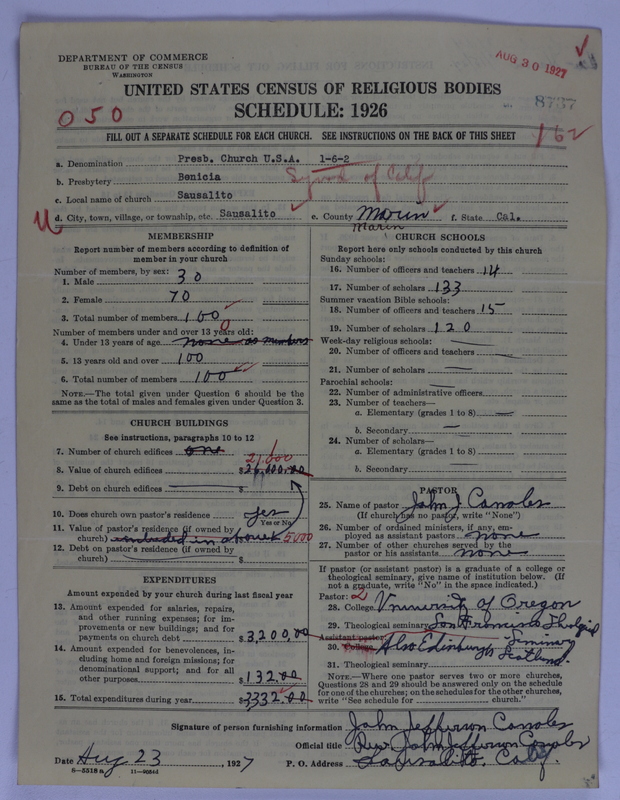 DEPARTMENT OF COMMERCE
BUREAU OF THE CENSUS
WASHINGTON
AUG 30 1927
8737
UNITED STATES CENSUS OF RELIGIOUS BODIES
SCHEDULE: 1926
050
162
FILL OUT A SEPARATE SCHEDULE FOR EACH CHURCH. SEE INSTRUCTIONS ON THE BACK OF THIS SHEET
a. Denomination Presb. Church U.S.A. 1-6-2
b. Presbytery Benicia Synod of Calif
c. Local name of church Sausalito
d. City, town, village, or township, etc. Sausalito e. County Marin f. State Cal.
Marin
MEMBERSHIP
Report number of members according to definition of
member in your church
Number of members, by sex:
1. Male 30
2. Female 70
3. Total number of members 100
Number of members under and over 13 years old:
4. Under 13 years of age none as members 0
5. 13 years old and over 100
6. Total number of members 100
NOTE.—The total given under Question 6 should be
same as the total of males and females given under Question 3.
CHURCH BUILDINGS
See instructions, paragraphs 10 to 12
7. Number of church edifices one 1
21,000
8. Value of church edifices $26,000.00
9. Debt on church edifices $
10. Does church own pastor's residence yes
Yes or No
11. Value of pastor's residence (if owned by
church) included in above 5000
12. Debt on pastor's residence (if owned by
church) $
EXPENDITURES
Amount expended by your church during last fiscal year
13. Amount expended for salaries, repairs,
and other running expenses; for im-
provements or new buildings; and for
payments on church debt $3,200.00
14. Amount expended for benevolences, in-
cluding home and foreign missions; for
denominational support; and for all
other purposes $132.00
15. Total expenditures during year $3332.00
CHURCH SCHOOLS
Report here only schools conducted by this church
Sunday schools:
16. Number of officers and teachers 14
17. Number of scholars 133
Summer vacation Bible schools:
18. Number of officers and teachers 15
19. Number of scholars 120
Week-day religious schools:
20. Number of officers and teachers
21. Number of scholars
Parochial schools:
22. Number of administrative officers
23. Number of teachers—
a. Elementary (grades 1 to 8)
b. Secondary
24. Number of scholars—
a. Elementary (grades 1 to 8)
b. Secondary
PASTOR
25. Name of pastor John J Canoles
(If church has no pastor, write "None")
26. Number of ordained ministers, if any, em-
ployed as assistant pastors none
27. Number of other churches served by the
pastor or his assistant none
If pastor (or assistant pastor) is a graduate of a college or
theological seminary, give name of institution below. (If
not a graduate, write "No" in the space indicated.)
Pastor: 2
28. College University of Oregon
29. Theological seminary San Francisco Theological
Assistant pastor: Seminary
30. College Also Edinburgh Scotland.
31. Theological seminary
NOTE.—Where one pastor serves two or more churches,
Questions 28 and 29 should be answered only on the schedule
for one of the churches; on the schedules for the other churches,
write "See schedule for church."
Signature of person furnishing information John Jefferson Canoles
Official title Rev. John Jefferson Canoles
Date Aug 23, 1927 P. O. Address Sausalito, Calif.
8—5518 a 11—9054d